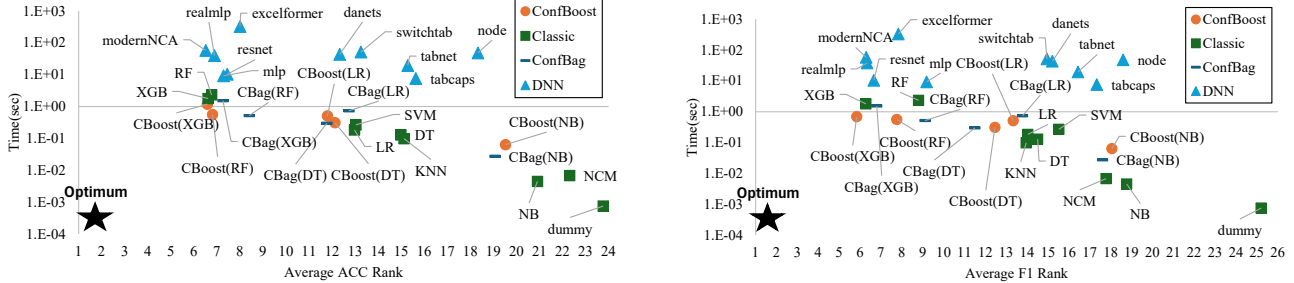 1.E+03
1.E+02
1.E+01
1.E+00
1.E-01
1.E-02
1.E-03
1.E-04
Time(sec)
realmlp
excelformer
danets
modernNCA
switchtab
node
resnet
tabnet
RF
mlp
CBoost(LR)
tabcaps
XGB
CBag(RF)
CBag(LR)
SVM
CBoost(XGB)
CBag(XGB)
LR
DT
CBoost(NB)
CBoost(RF)
CBag(DT)
CBoost(DT)
KNN
CBag(NB)
Optimum
NCM
NB
dummy
ConfBoost
Classic
ConfBag
DNN
1 2 3 4 5 6 7 8 9 10 11 12 13 14 15 16 17 18 19 20 21 22 23 24
Average ACC Rank
1.E+03
1.E+02
1.E+01
1.E+00
1.E-01
1.E-02
1.E-03
1.E-04
Time(sec)
excelformer
danets
modernNCA
switchtab
tabnet
resnet
CBoost(LR)
node
realmlp
RF
mlp
tabcaps
XGB
CBag(RF)
CBag(LR)
LR
SVM
CBoost(XGB)
CBoost(RF)
CBoost(NB)
CBag(DT)
KNN
DT
CBag(NB)
CBag(XGB)
Optimum
CBoost(DT)
NCM
NB
dummy
ConfBoost
Classic
ConfBag
DNN
1 2 3 4 5 6 7 8 9 10 11 12 13 14 15 16 17 18 19 20 21 22 23 24 25 26
Average F1 Rank